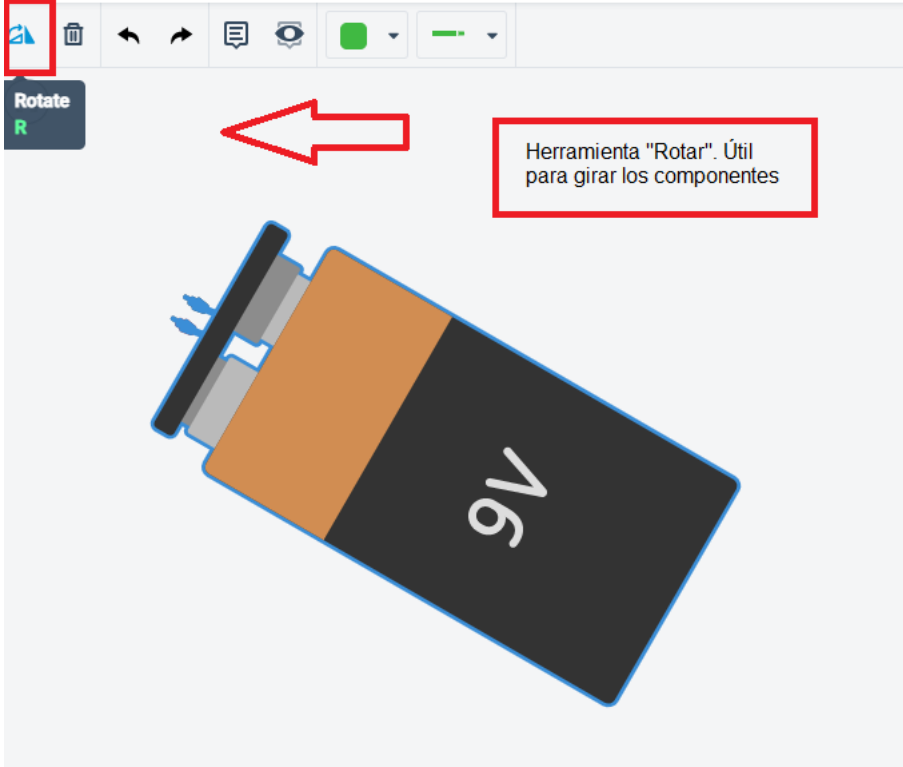 Rotate
R
Herramienta "Rotar". Útil
para girar los componentes
9V